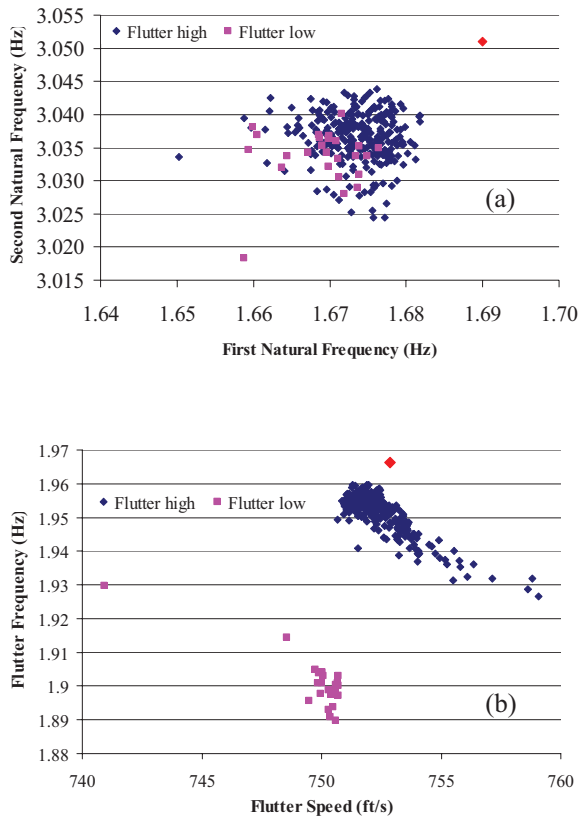 3.055
3.050
3.045
3.040
3.035
3.030
3.025
3.020
3.015
Second Natural Frequency (Hz)
Flutter high Flutter low
(a)
1.64 1.65 1.66 1.67 1.68 1.69 1.70
First Natural Frequency (Hz)
1.97
1.96
1.95
1.94
1.93
1.92
1.91
1.9
1.89
1.88
Flutter Frequency (Hz)
Flutter high Flutter low
(b)
740 745 750 755 760
Flutter Speed (ft/s)